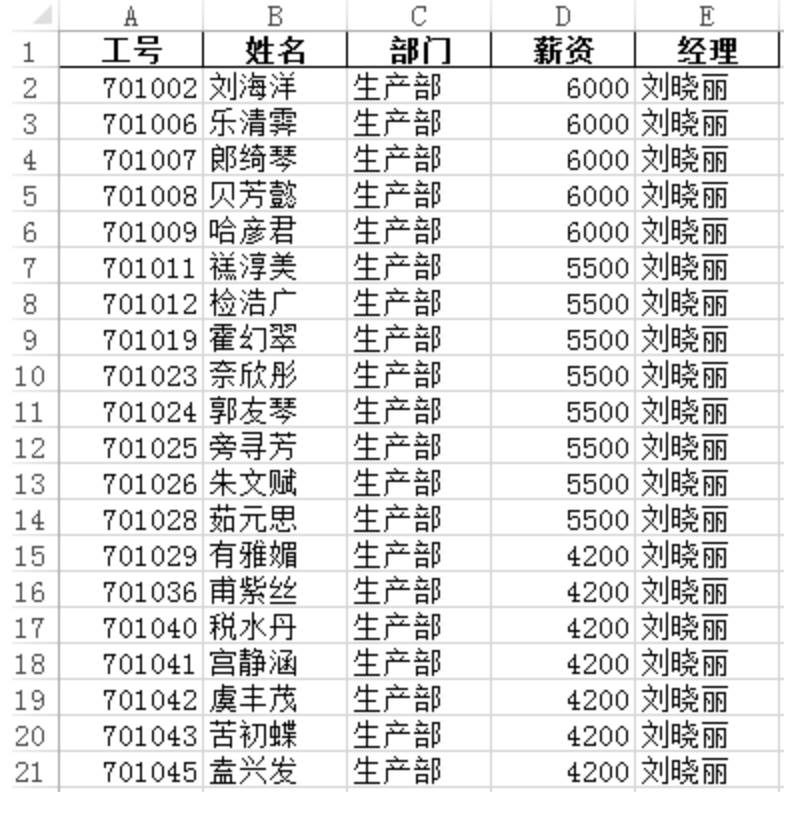 A B C D E
1 工号 姓名 部门 薪资 经理
2 701002 刘海洋 生产部 6000 刘晓丽
3 701006 乐清霁 生产部 6000 刘晓丽
4 701007 郎绮琴 生产部 6000 刘晓丽
5 701008 贝芳懿 生产部 6000 刘晓丽
6 701009 哈彦君 生产部 6000 刘晓丽
7 701011 禚淳美 生产部 5500 刘晓丽
8 701012 检浩广 生产部 5500 刘晓丽
9 701019 霍幻翠 生产部 5500 刘晓丽
10 701023 奈欣彤 生产部 5500 刘晓丽
11 701024 郭友琴 生产部 5500 刘晓丽
12 701025 旁寻芳 生产部 5500 刘晓丽
13 701026 朱文赋 生产部 5500 刘晓丽
14 701028 茹元思 生产部 5500 刘晓丽
15 701029 有雅媚 生产部 4200 刘晓丽
16 701036 甫紫丝 生产部 4200 刘晓丽
17 701040 税水丹 生产部 4200 刘晓丽
18 701041 宫静涵 生产部 4200 刘晓丽
19 701042 虞丰茂 生产部 4200 刘晓丽
20 701043 苦初蝶 生产部 4200 刘晓丽
21 701045 盍兴发 生产部 4200 刘晓丽